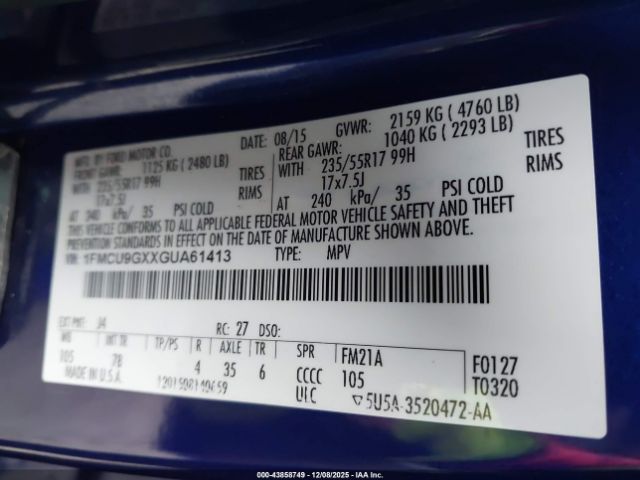 MFD. BY FORD MOTOR CO.
DATE: 08/15 GVWR: 2159 KG ( 4760 LB)
FRONT GAWR: 1125 KG ( 2480 LB) REAR GAWR: 1040 KG ( 2293 LB)
WITH 235/55R17 99H TIRES WITH 235/55R17 99H TIRES
17x7.5J RIMS 17x7.5J RIMS
AT 240 kPa/ 35 PSI COLD AT 240 kPa/ 35 PSI COLD
THIS VEHICLE CONFORMS TO ALL APPLICABLE FEDERAL MOTOR VEHICLE SAFETY AND THEFT
PREVENTION STANDARDS IN EFFECT ON THE DATE OF MANUFACTURE SHOWN ABOVE.
1FMCU9GXXGUA61413 TYPE: MPV
EXT PNT: J4 RC: 27 DSO:
WB INT TR TP/PS R AXLE TR SPR FM21A F0127
105 7B 4 35 6 CCCC 105 T0320
MADE IN U.S.A. UEC ▽5U5A-3520472-AA
000-43858749 - 12/08/2025 - IAA Inc.